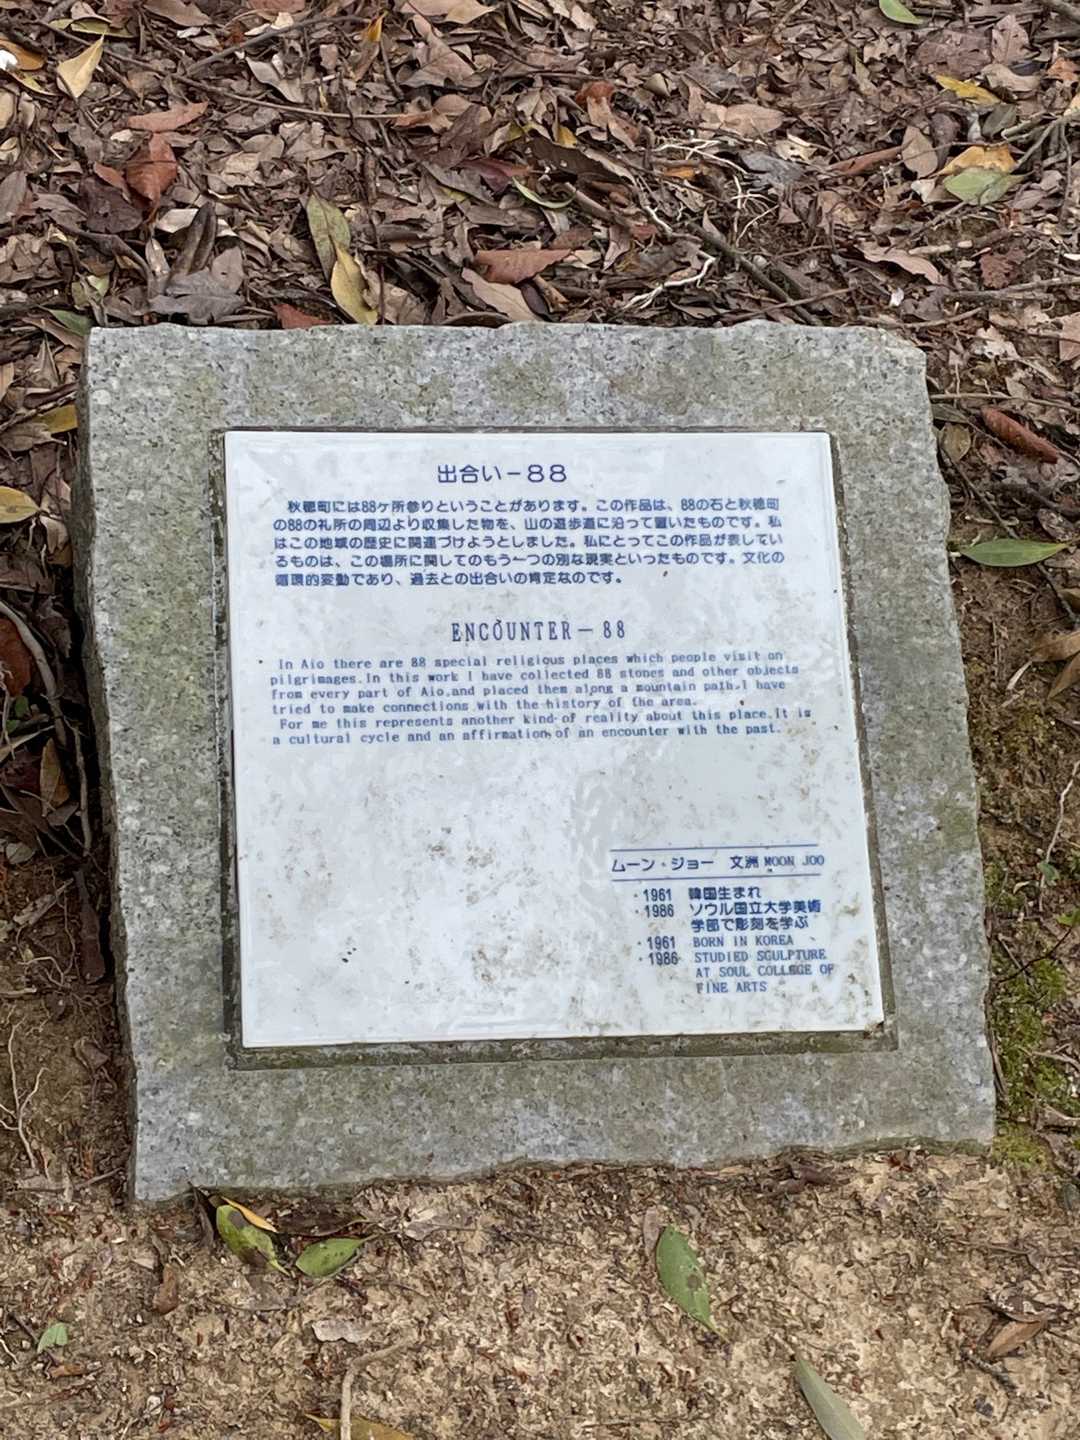 出合い－88
秋穂町には88ケ所参りということがあります。この作品は、88の石と秋穂町
の88の札所の周辺より収集した物を、山の遊歩道に沿って置いたものです。私
はこの地域の歴史に関連づけようとしました。私にとってこの作品が表してい
るものは、この場所に関してのもう一つの別な現実といったものです。文化の
循環的変動であり、過去との出合いの肯定なのです。
ENCOUNTER－88
In Aio there are 88 special religious places which people visit on
pilgrimages.In this work I have collected 88 stones and other objects
from every part of Aio,and placed them along a mountain path.I have
tried to make connections with the history of the area.
For me this represents another kind of reality about this place.It is
a cultural cycle and an affirmation of an encounter with the past.
ムーン・ジョー 文洲 MOON JOO
・1961 韓国生まれ
・1986 ソウル国立大学美術
学部で彫刻を学ぶ
・1961 BORN IN KOREA
・1986 STUDIED SCULPTURE
AT SOUL COLLEGE OF
FINE ARTS